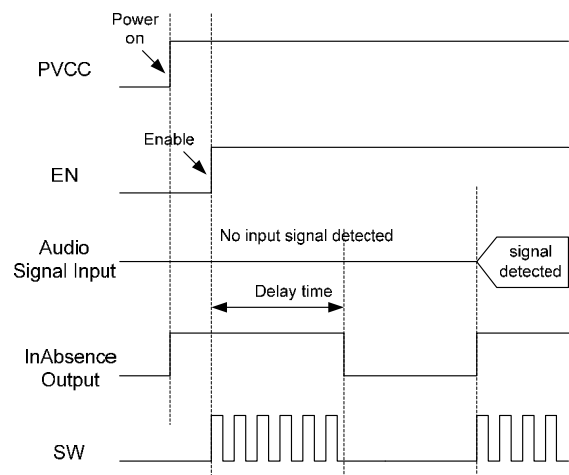 Power
on
PVCC
Enable
EN
No input signal detected
Audio
Signal Input
signal
detected
Delay time
InAbsence
Output
SW